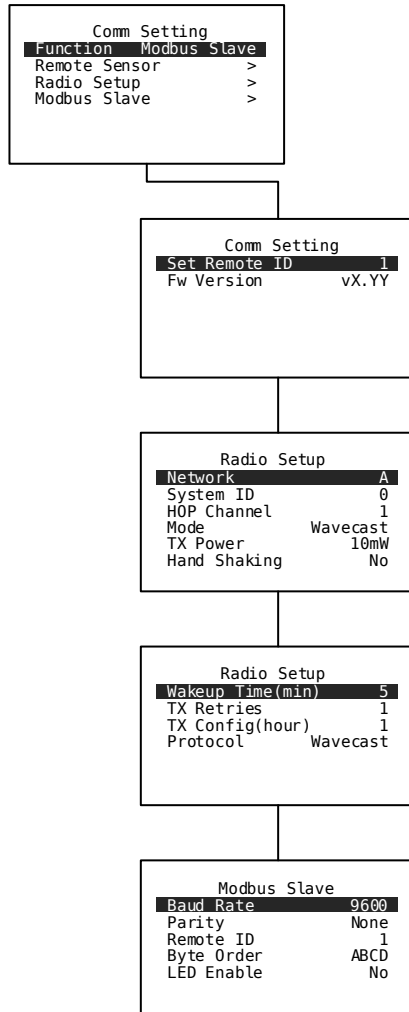 Comm Setting
Function Modbus Slave
Remote Sensor >
Radio Setup >
Modbus Slave >
Comm Setting
Set Remote ID 1
Fw Version vX.YY
Radio Setup
Network A
System ID 0
HOP Channel 1
Mode Wavecast
TX Power 10mW
Hand Shaking No
Radio Setup
Wakeup Time(min) 5
TX Retries 1
TX Config(hour) 1
Protocol Wavecast
Modbus Slave
Baud Rate 9600
Parity None
Remote ID 1
Byte Order ABCD
LED Enable No